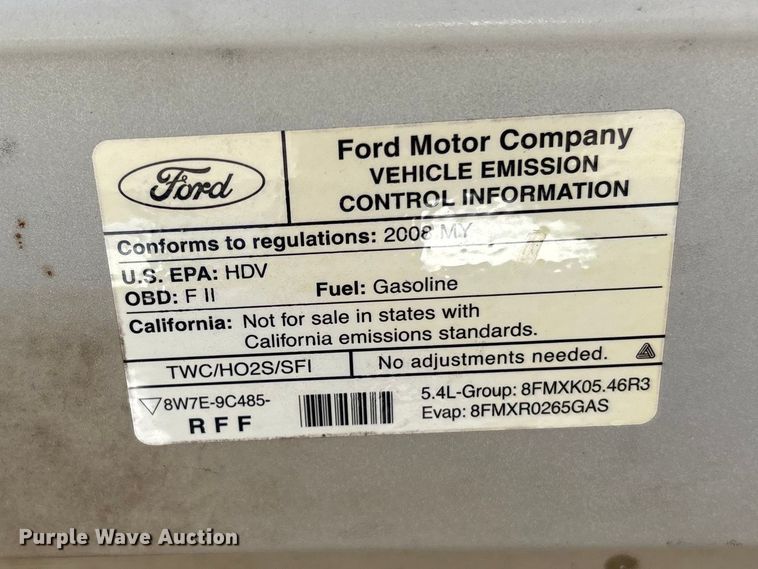 Ford
Ford Motor Company
VEHICLE EMISSION
CONTROL INFORMATION
Conforms to regulations: 2008 MY
U.S. EPA: HDV
OBD: F II
Fuel: Gasoline
California: Not for sale in states with
California emissions standards.
TWC/HO2S/SFI
No adjustments needed.
8W7E-9C485-
RFF
5.4L-Group: 8FMXK05.46R3
Evap: 8FMXR0265GAS
Purple Wave Auction